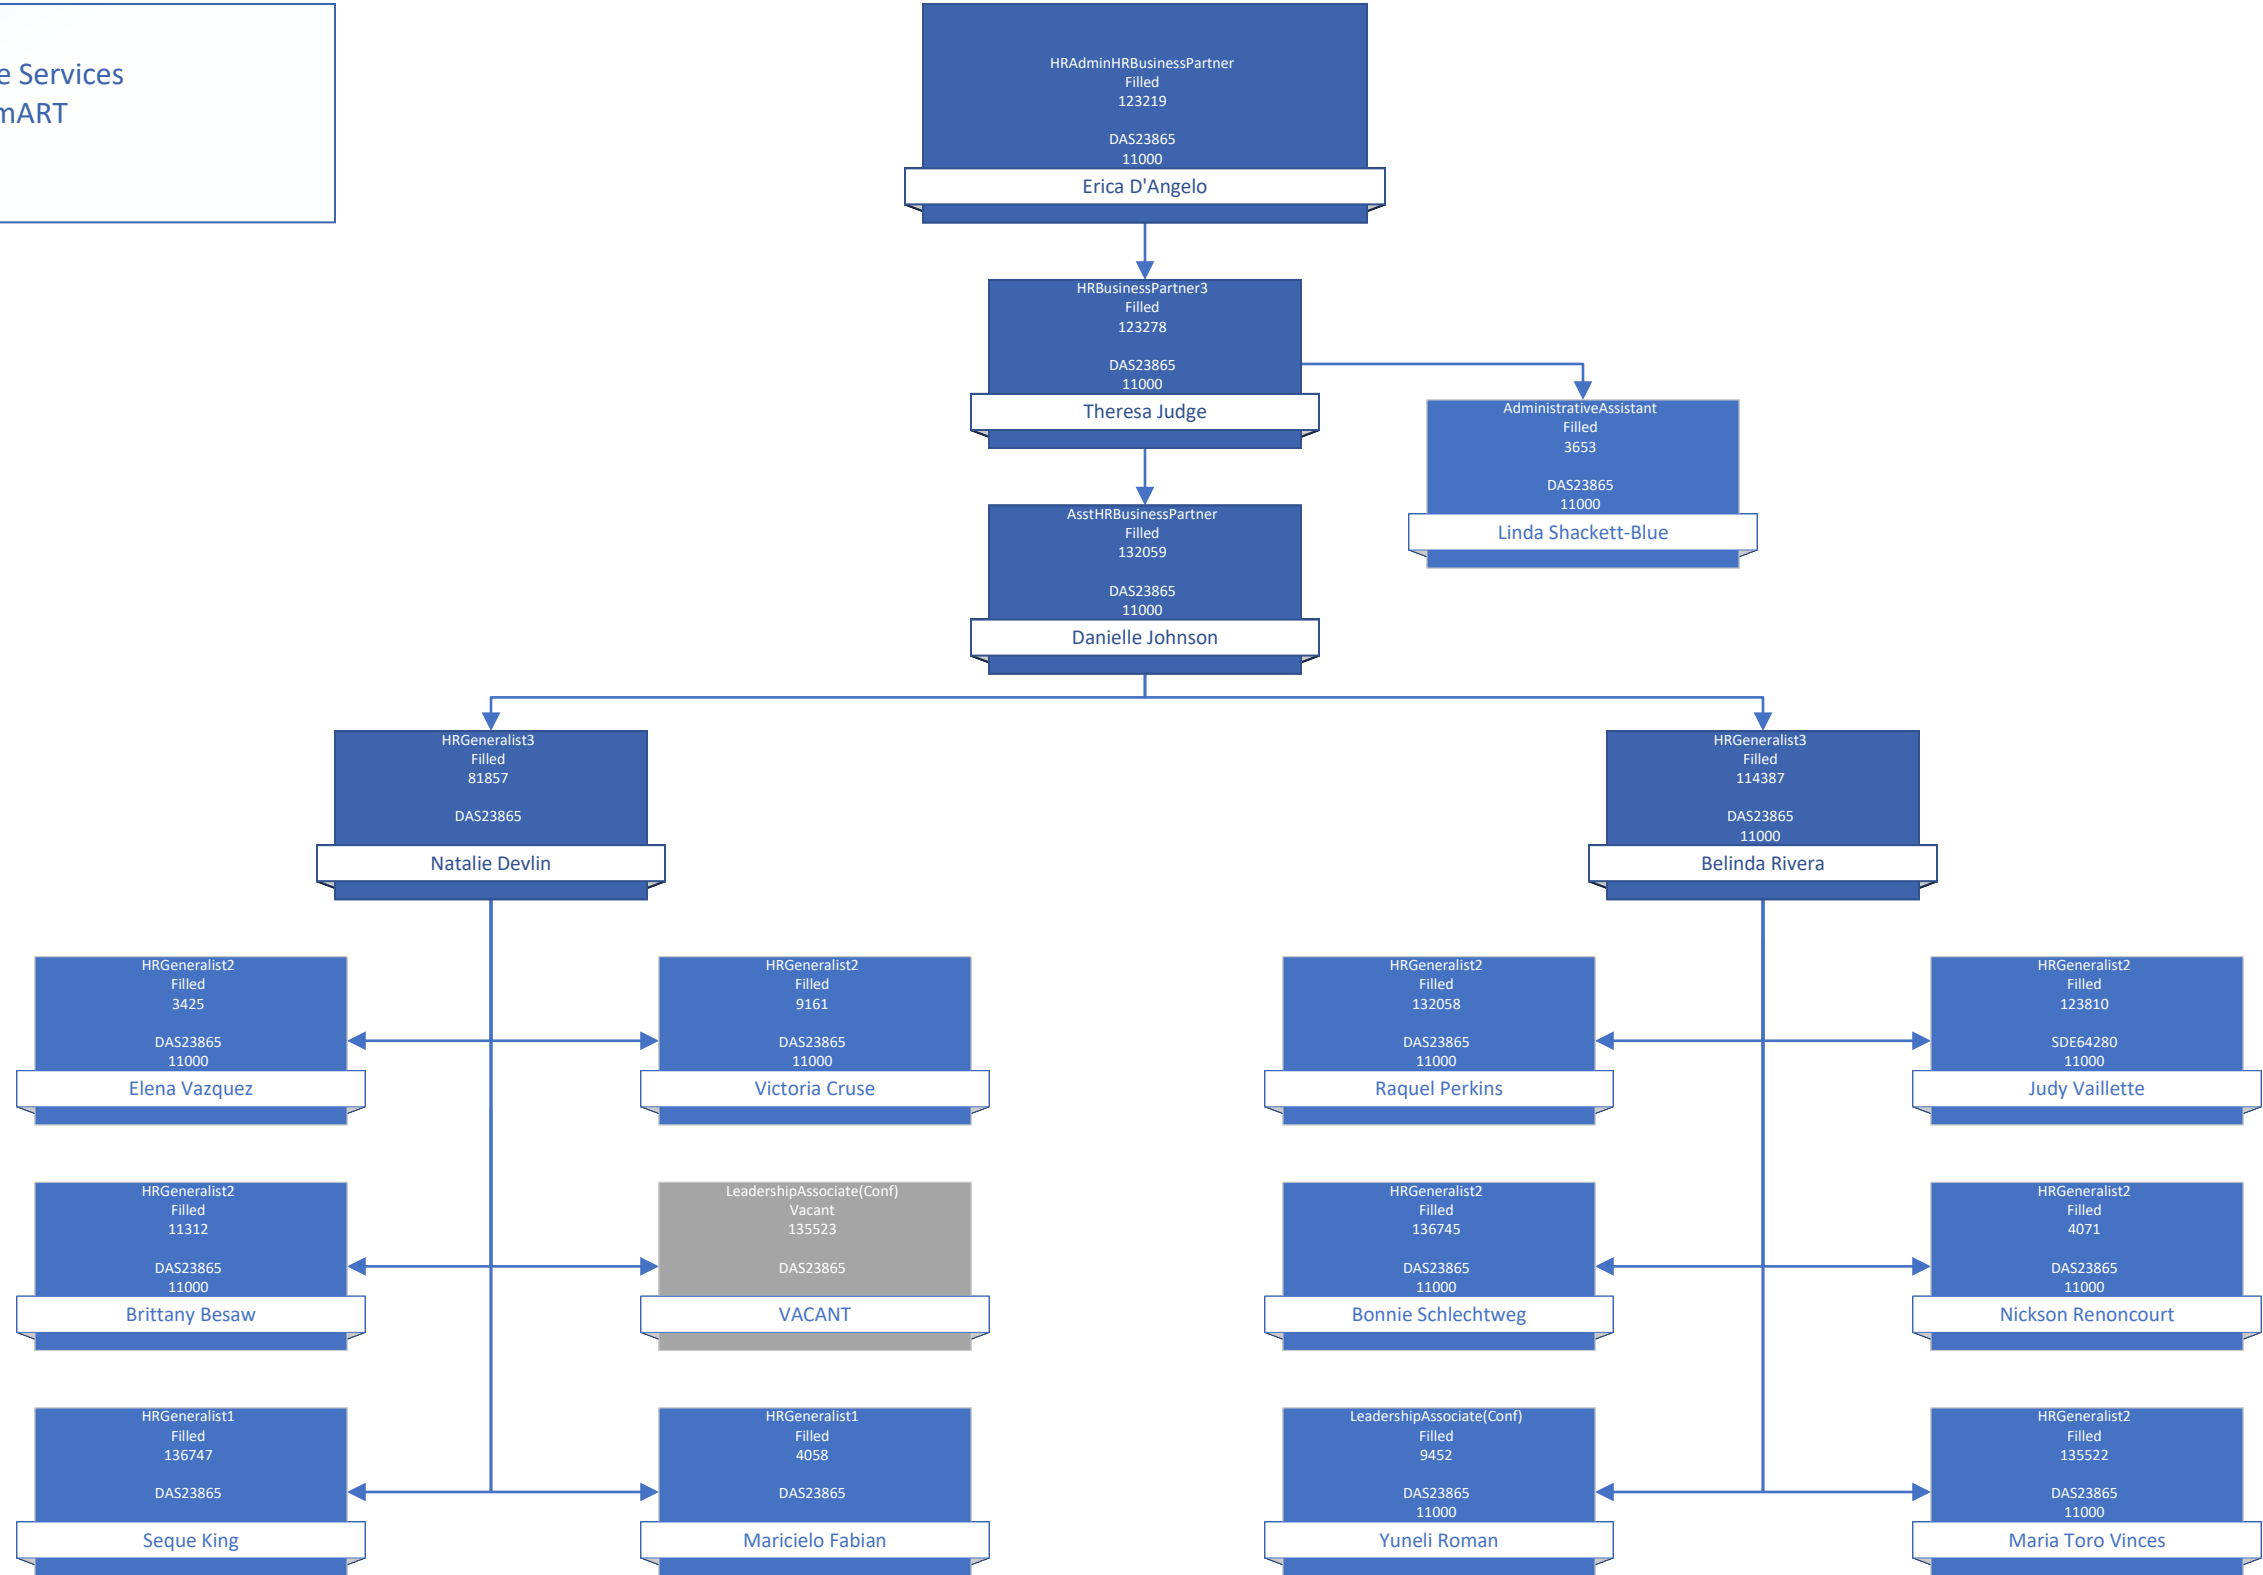 e Services
mART
HRAdminHRBusinessPartner
Filled
123219
DAS23865
11000
Erica D'Angelo
HRBusinessPartner3
Filled
123278
DAS23865
11000
Theresa Judge
AdministrativeAssistant
Filled
3653
DAS23865
11000
Linda Shackett-Blue
AsstHRBusinessPartner
Filled
132059
DAS23865
11000
Danielle Johnson
HRGeneralist3
Filled
81857
DAS23865
Natalie Devlin
HRGeneralist3
Filled
114387
DAS23865
11000
Belinda Rivera
HRGeneralist2
Filled
3425
DAS23865
11000
Elena Vazquez
HRGeneralist2
Filled
9161
DAS23865
11000
Victoria Cruse
HRGeneralist2
Filled
132058
DAS23865
11000
Raquel Perkins
HRGeneralist2
Filled
123810
SDE64280
11000
Judy Vaillette
HRGeneralist2
Filled
11312
DAS23865
11000
Brittany Besaw
LeadershipAssociate(Conf)
Vacant
135523
DAS23865
VACANT
HRGeneralist2
Filled
136745
DAS23865
11000
Bonnie Schlechtweg
HRGeneralist2
Filled
4071
DAS23865
11000
Nickson Renoncourt
HRGeneralist1
Filled
136747
DAS23865
Seque King
HRGeneralist1
Filled
4058
DAS23865
Maricielo Fabian
LeadershipAssociate(Conf)
Filled
9452
DAS23865
11000
Yuneli Roman
HRGeneralist2
Filled
135522
DAS23865
11000
Maria Toro Vinces